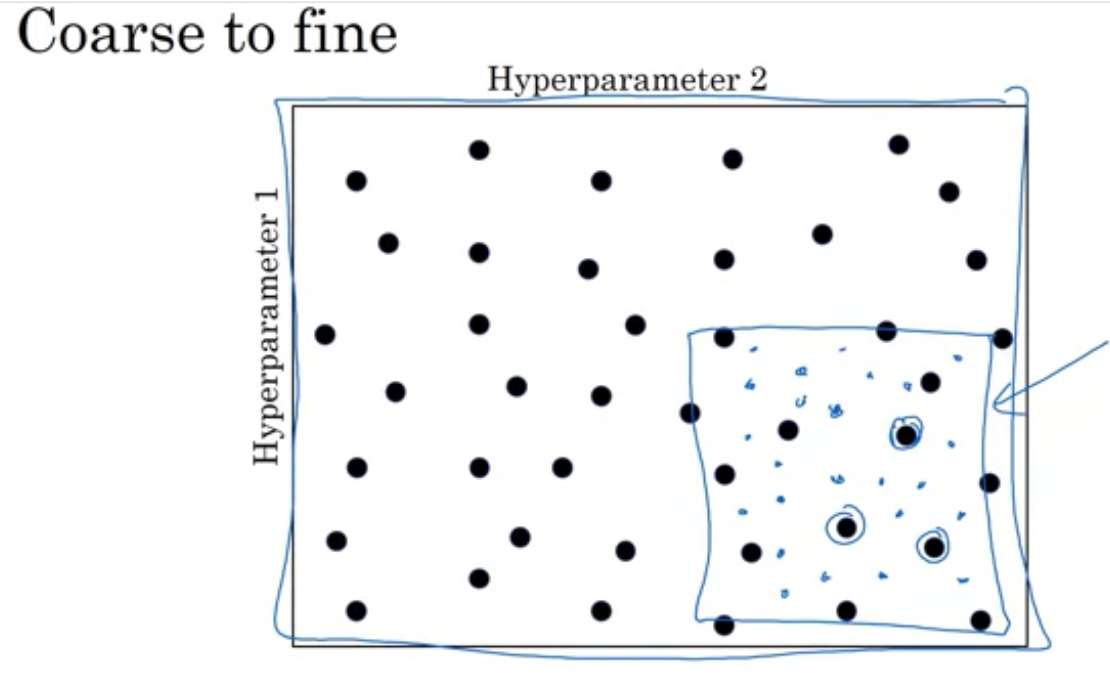 Coarse to fine
Hyperparameter 2
Hyperparameter 1